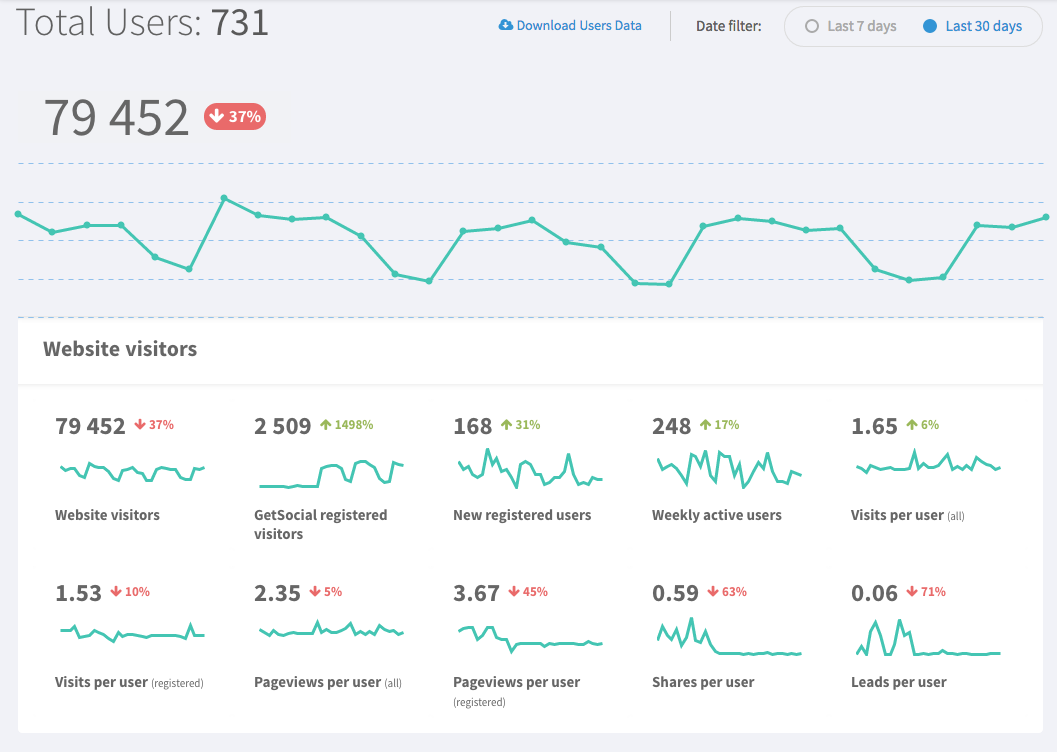 Total Users: 731
Download Users Data
Date filter:
Last 7 days
Last 30 days
79 452
37%
Website visitors
79 452 37%
2 509 1498%
168 31%
248 17%
1.65 6%
Website visitors
GetSocial registered
visitors
New registered users
Weekly active users
Visits per user (all)
1.53 10%
2.35 5%
3.67 45%
0.59 63%
0.06 71%
Visits per user (registered)
Pageviews per user (all)
Pageviews per user
(registered)
Shares per user
Leads per user